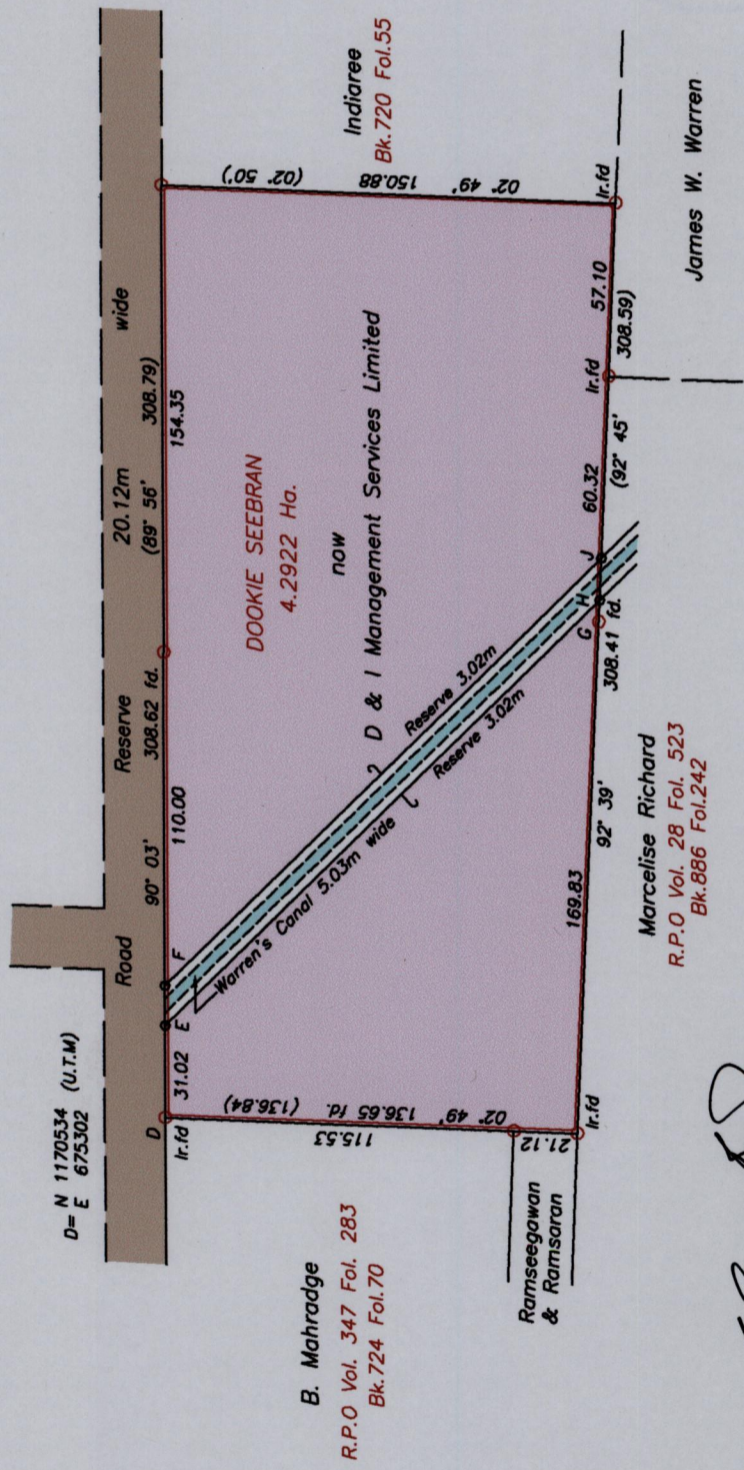 D= N 1170534 (U.T.M)
E 675302
Road Reserve 20.12m wide
90° 03' 308.62 fd. (89° 56' 308.79)
D
Ir.fd 31.02 E F 110.00 154.35
B. Mahradge
R.P.O Vol. 347 Fol. 283
Bk.724 Fol.70
115.53
02° 49' 136.65 fd. (136.84)
21.12
Ramseegawan
& Ramsaran
Ir.fd
Warren's Canal 5.03m wide
Reserve 3.02m
Reserve 3.02m
DOOKIE SEEBRAN
4.2922 Ha.
now
D & I Management Services Limited
02° 49' 150.88 (02° 50')
Indiaree
Bk.720 Fol.55
169.83 G H J 60.32 Ir.fd 57.10 Ir.fd
92° 39' 308.41 fd. (92° 45' 308.59)
Marcelise Richard
R.P.O Vol. 28 Fol. 523
Bk.886 Fol.242
James W. Warren